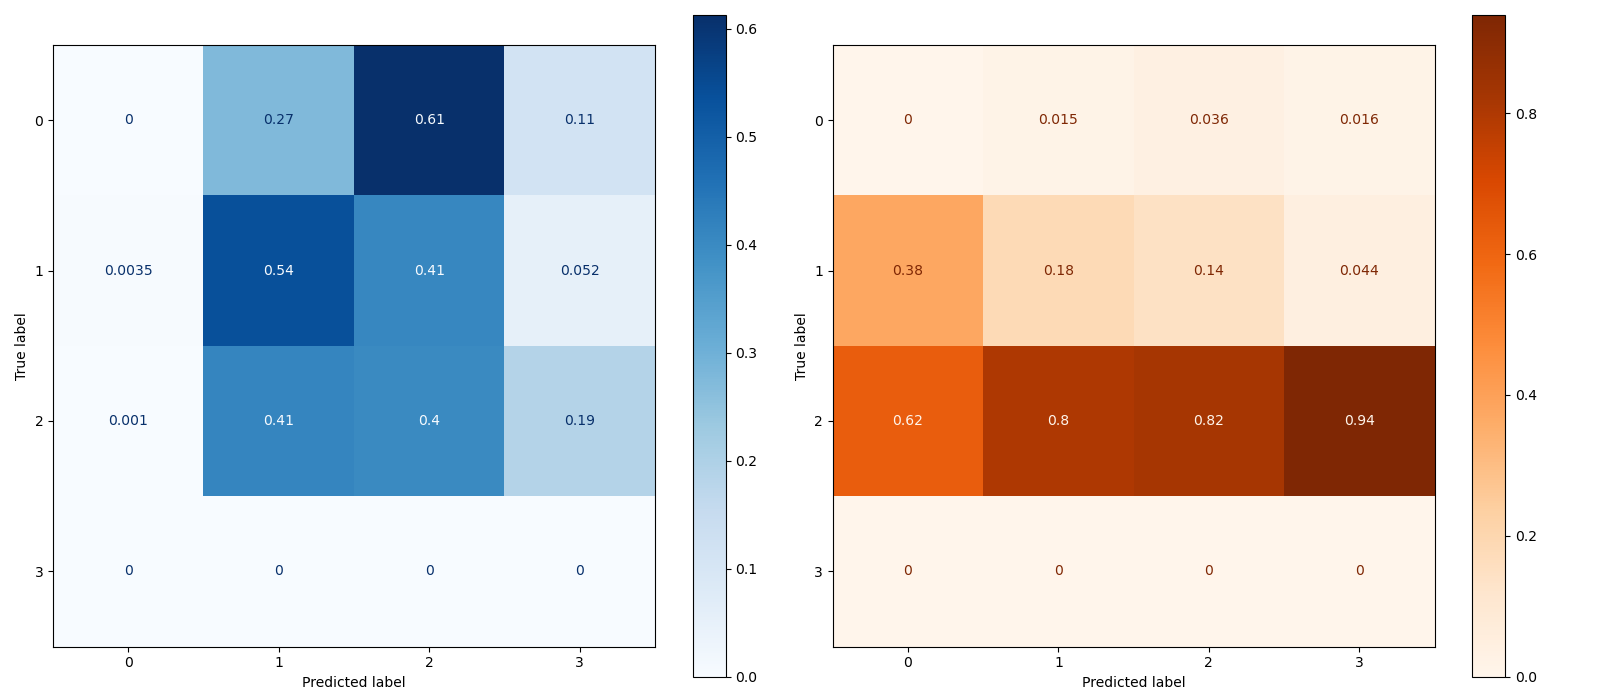 0 0 0.27 0.61 0.11
1 0.0035 0.54 0.41 0.052
2 0.001 0.41 0.4 0.19
3 0 0 0 0
0 1 2 3
Predicted label
True label
0.6
0.5
0.4
0.3
0.2
0.1
0.0
0 0 0.015 0.036 0.016
1 0.38 0.18 0.14 0.044
2 0.62 0.8 0.82 0.94
3 0 0 0 0
0 1 2 3
Predicted label
True label
0.8
0.6
0.4
0.2
0.0